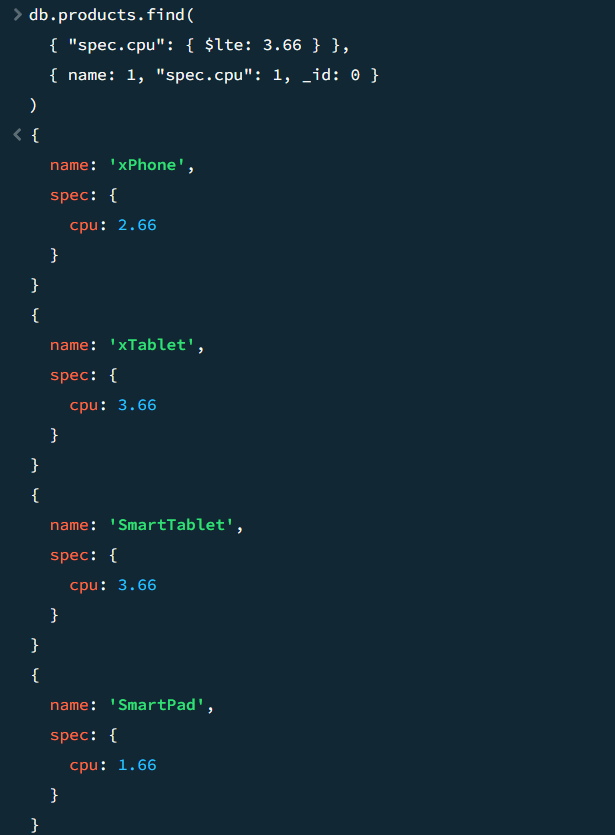 > db.products.find(
{ "spec.cpu": { $lte: 3.66 } },
{ name: 1, "spec.cpu": 1, _id: 0 }
)
< {
name: 'xPhone',
spec: {
cpu: 2.66
}
}
{
name: 'xTablet',
spec: {
cpu: 3.66
}
}
{
name: 'SmartTablet',
spec: {
cpu: 3.66
}
}
{
name: 'SmartPad',
spec: {
cpu: 1.66
}
}